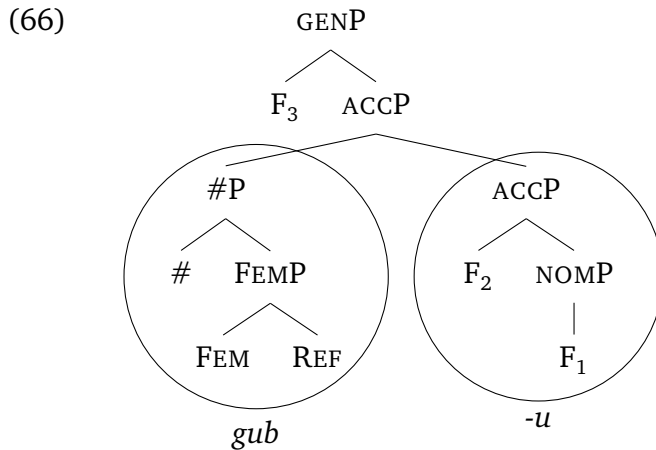 (66) GENP
F₃ ACCP
#P ACCP
# FEMP F₂ NOMP
FEM REF F₁
gub -u